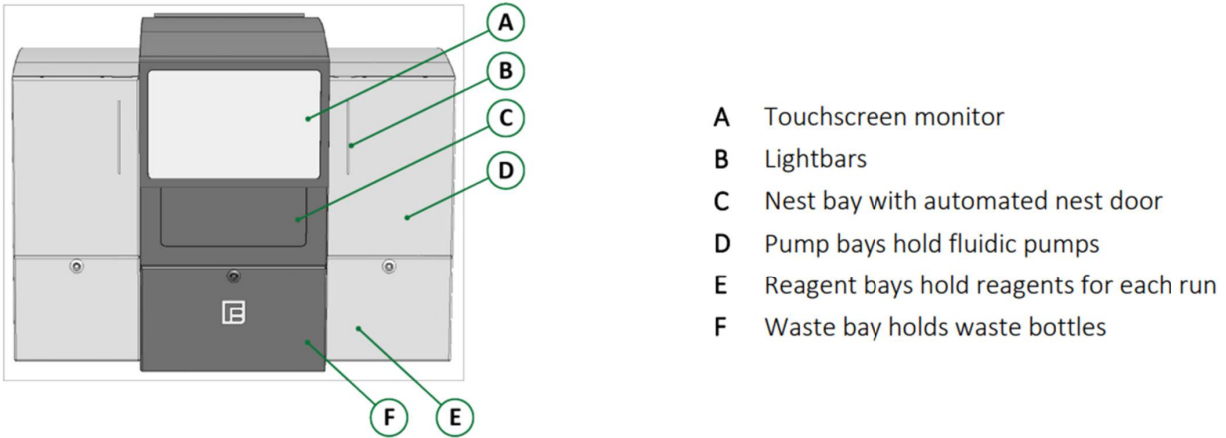 A
B
C
D
F
E
A Touchscreen monitor
B Lightbars
C Nest bay with automated nest door
D Pump bays hold fluidic pumps
E Reagent bays hold reagents for each run
F Waste bay holds waste bottles